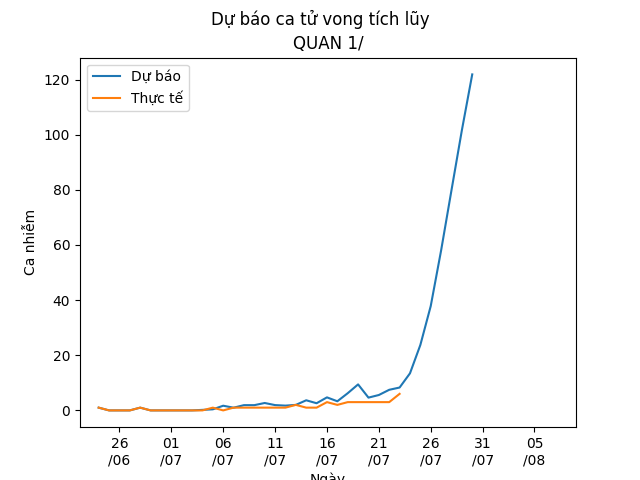 Dự báo ca tử vong tích lũy
QUAN 1/
Dự báo
Thực tế
Ca nhiễm
120
100
80
60
40
20
0
26 01 06 11 16 21 26 31 05
/06 /07 /07 /07 /07 /07 /07 /07 /08
Ngày